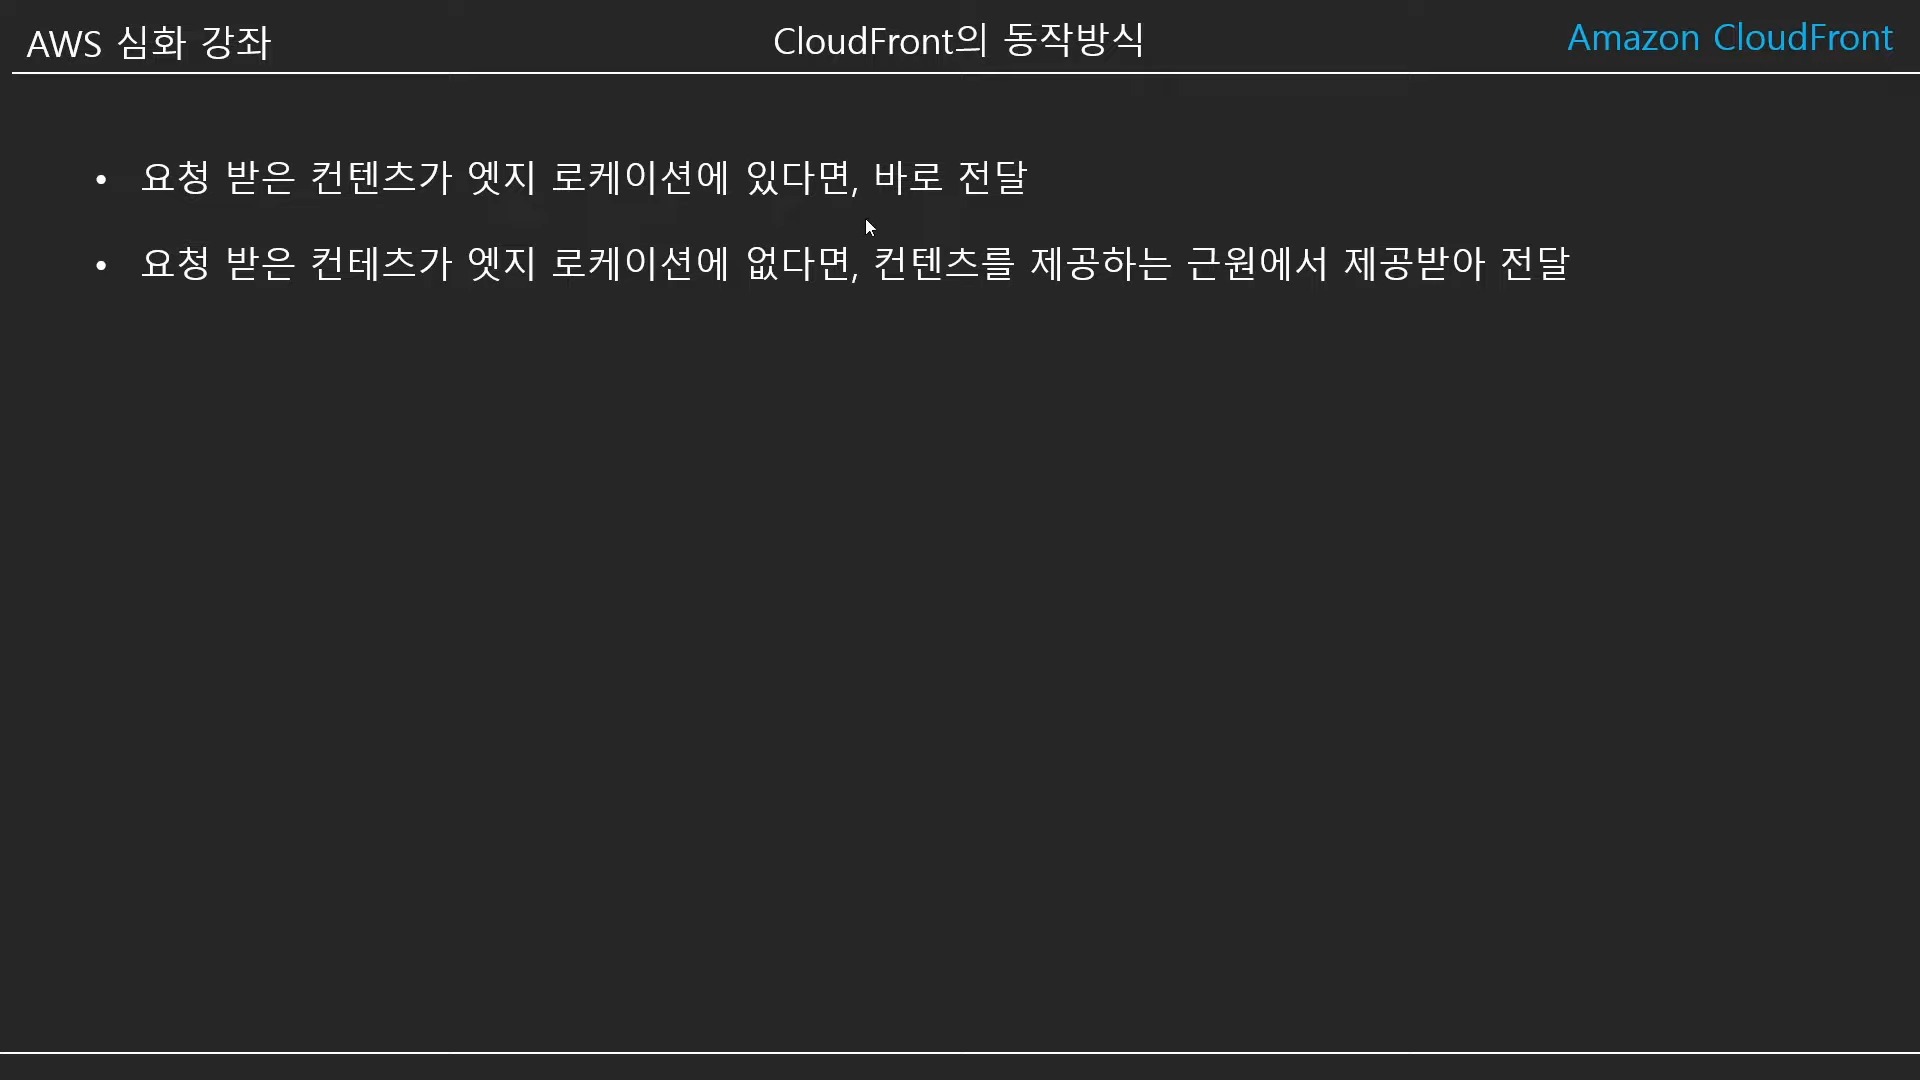 AWS 심화 강좌
CloudFront의 동작방식
Amazon CloudFront
• 요청 받은 컨텐츠가 엣지 로케이션에 있다면, 바로 전달
• 요청 받은 컨테츠가 엣지 로케이션에 없다면, 컨텐츠를 제공하는 근원에서 제공받아 전달